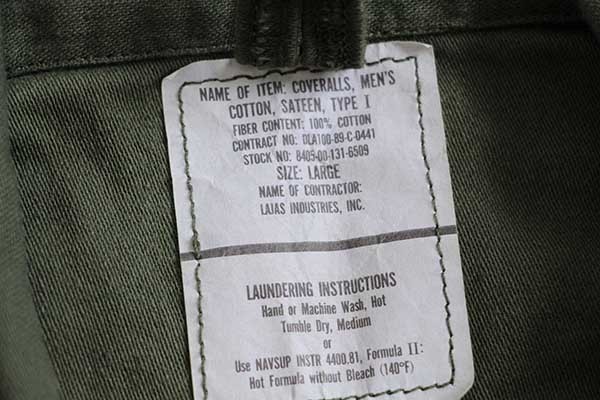 NAME OF ITEM: COVERALLS, MEN'S
COTTON, SATEEN, TYPE I
FIBER CONTENT: 100% COTTON
CONTRACT NO: DLA100-89-C-0441
STOCK NO: 8405-00-131-6509
SIZE: LARGE
NAME OF CONTRACTOR:
LAJAS INDUSTRIES, INC.
LAUNDERING INSTRUCTIONS
Hand or Machine Wash, Hot
Tumble Dry, Medium
or
Use NAVSUP INSTR 4400.81, Formula II:
Hot Formula without Bleach (140°F)